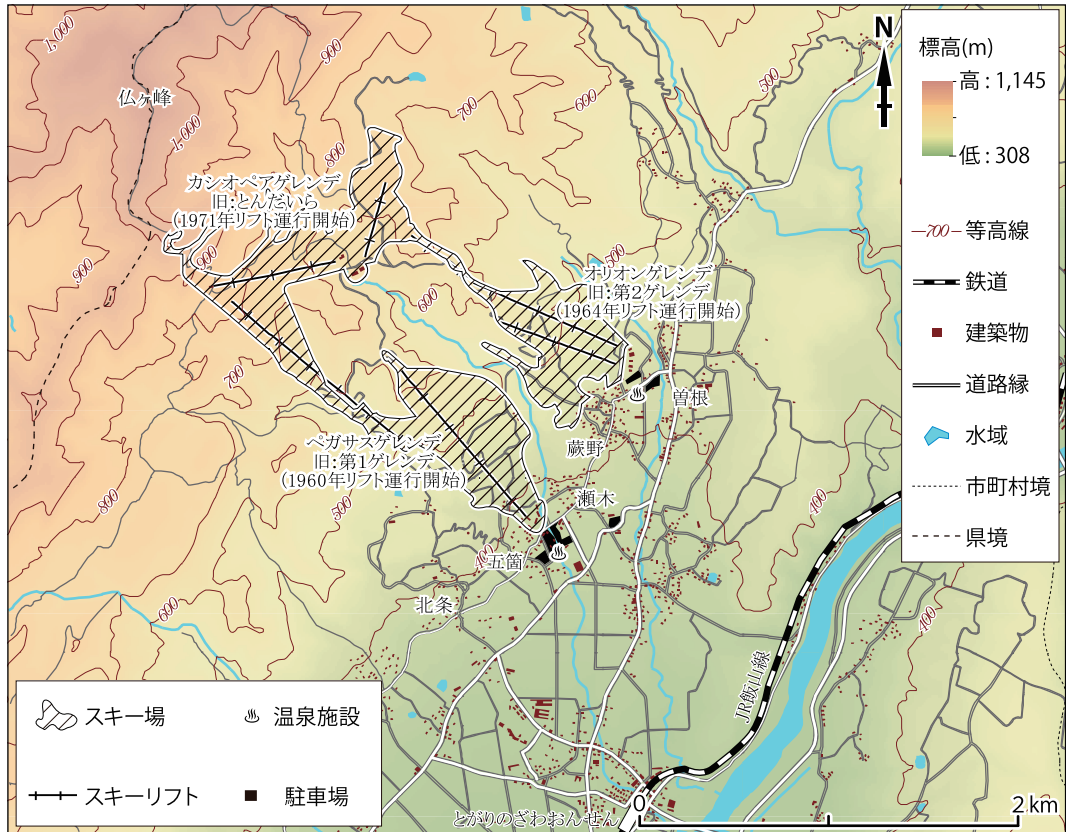 1,000
900
仏ヶ峰
1,000
700
600
500
800
カシオペアゲレンデ
旧:とんだいら
(1971年リフト運行開始)
900
900
500
オリオンゲレンデ
旧:第2ゲレンデ
(1964年リフト運行開始)
600
700
曽根
ペガサスゲレンデ
旧:第1ゲレンデ
(1960年リフト運行開始)
蕨野
瀬木
800
500
400
400
五箇
北条
600
400
JR飯山線
とがりのざわおんせん
0
2 km
N
標高(m)
高 : 1,145
低 : 308
700
等高線
鉄道
建築物
道路縁
水域
市町村境
県境
スキー場
温泉施設
スキーリフト
駐車場